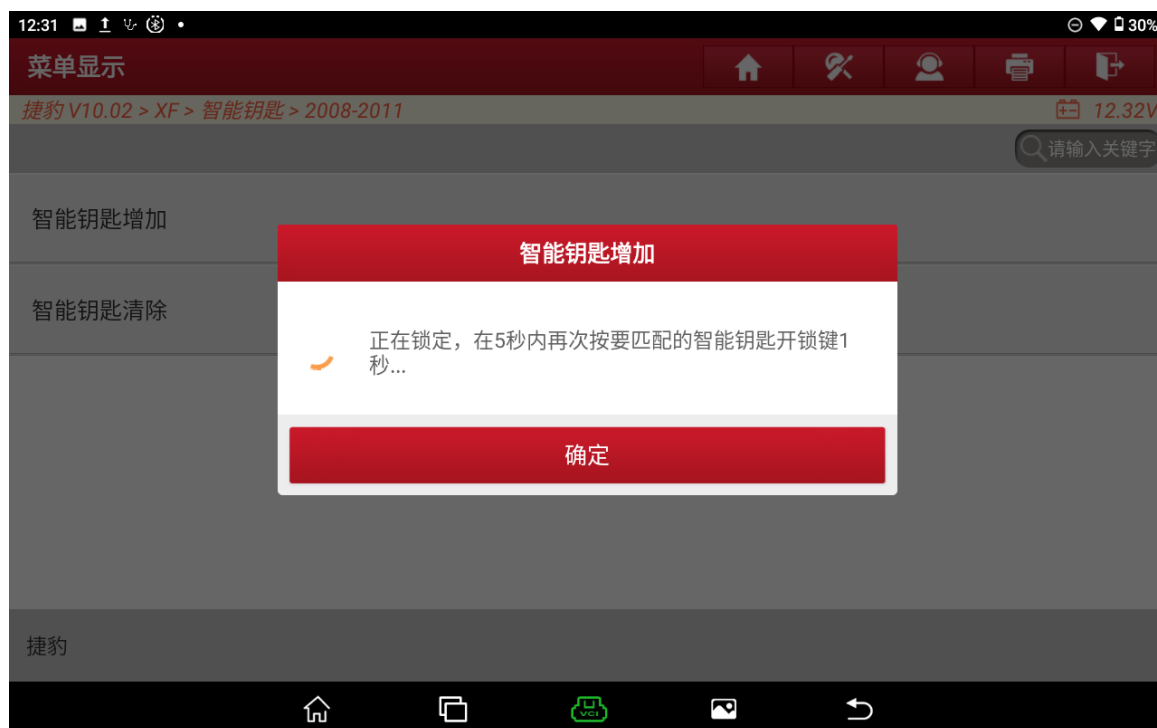 12:31
30%
菜单显示
捷豹 V10.02 > XF > 智能钥匙 > 2008-2011
12.32V
请输入关键字
智能钥匙增加
智能钥匙清除
智能钥匙增加
正在锁定，在5秒内再次按要匹配的智能钥匙开锁键1
秒...
确定
捷豹
VCI